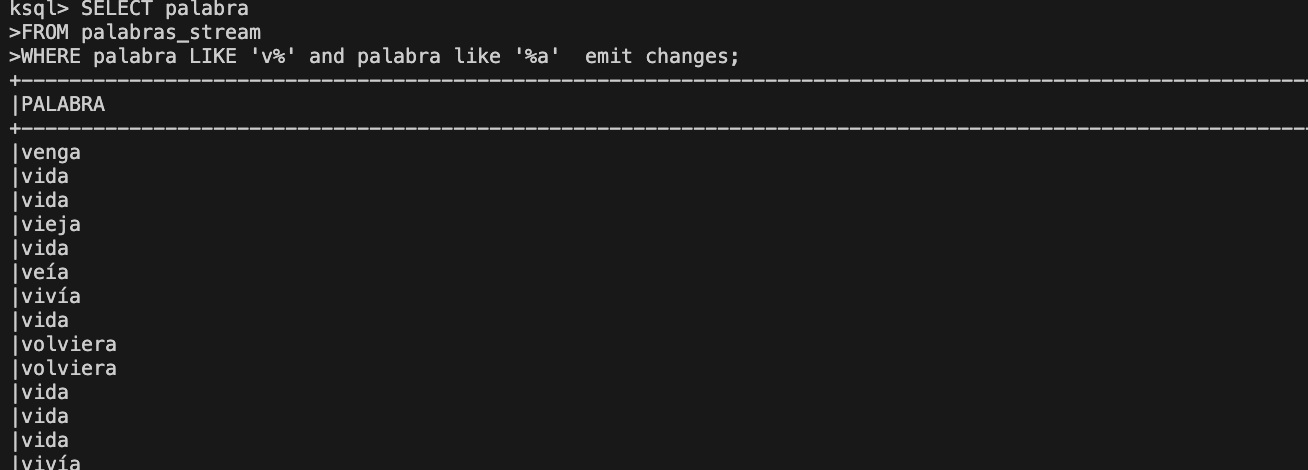 ksql> SELECT palabra
>FROM palabras_stream
>WHERE palabra LIKE 'v%' and palabra like '%a'  emit changes;
+----------------------------------------------------------------------------------------------------------
|PALABRA
+----------------------------------------------------------------------------------------------------------
|venga
|vida
|vida
|vieja
|vida
|veía
|vivía
|vida
|volviera
|volviera
|vida
|vida
|vida
|vivía